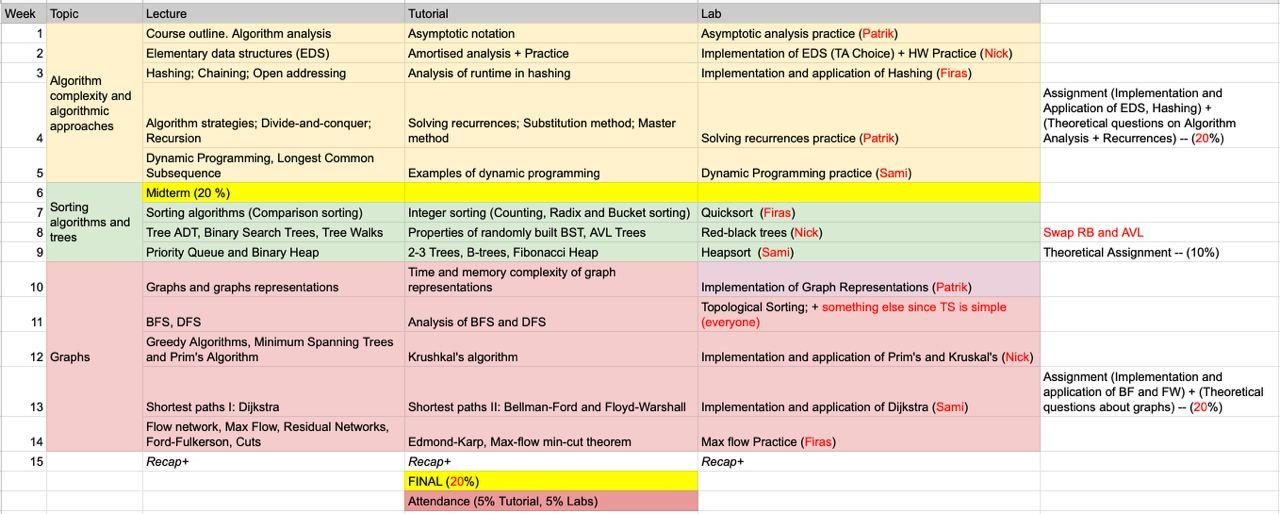 Week Topic Lecture Tutorial Lab
1 Course outline. Algorithm analysis Asymptotic notation Asymptotic analysis practice (Patrik)
2 Elementary data structures (EDS) Amortised analysis + Practice Implementation of EDS (TA Choice) + HW Practice (Nick)
3 Hashing; Chaining; Open addressing Analysis of runtime in hashing Implementation and application of Hashing (Firas)
Algorithm
complexity and
algorithmic
approaches
4
Algorithm strategies; Divide-and-conquer;
Recursion
Solving recurrences; Substitution method; Master
method
Solving recurrences practice (Patrik)
Assignment (Implementation and
Application of EDS, Hashing) +
(Theoretical questions on Algorithm
Analysis + Recurrences) -- (20%)
5
Dynamic Programming, Longest Common
Subsequence
Examples of dynamic programming
Dynamic Programming practice (Sami)
6 Midterm (20 %)
Sorting
algorithms and
trees
7 Sorting algorithms (Comparison sorting) Integer sorting (Counting, Radix and Bucket sorting) Quicksort (Firas)
8 Tree ADT, Binary Search Trees, Tree Walks Properties of randomly built BST, AVL Trees Red-black trees (Nick) Swap RB and AVL
9 Priority Queue and Binary Heap 2-3 Trees, B-trees, Fibonacci Heap Heapsort (Sami) Theoretical Assignment -- (10%)
10
Graphs and graphs representations
Time and memory complexity of graph
representations
Implementation of Graph Representations (Patrik)
11
BFS, DFS
Analysis of BFS and DFS
Topological Sorting; + something else since TS is simple
(everyone)
12
Graphs
Greedy Algorithms, Minimum Spanning Trees
and Prim's Algorithm
Krushkal's algorithm
Implementation and application of Prim's and Kruskal's (Nick)
13
Shortest paths I: Dijkstra
Shortest paths II: Bellman-Ford and Floyd-Warshall
Implementation and application of Dijkstra (Sami)
Assignment (Implementation and
application of BF and FW) + (Theoretical
questions about graphs) -- (20%)
14
Flow network, Max Flow, Residual Networks,
Ford-Fulkerson, Cuts
Edmond-Karp, Max-flow min-cut theorem
Max flow Practice (Firas)
15 Recap+ Recap+ Recap+
FINAL (20%)
Attendance (5% Tutorial, 5% Labs)